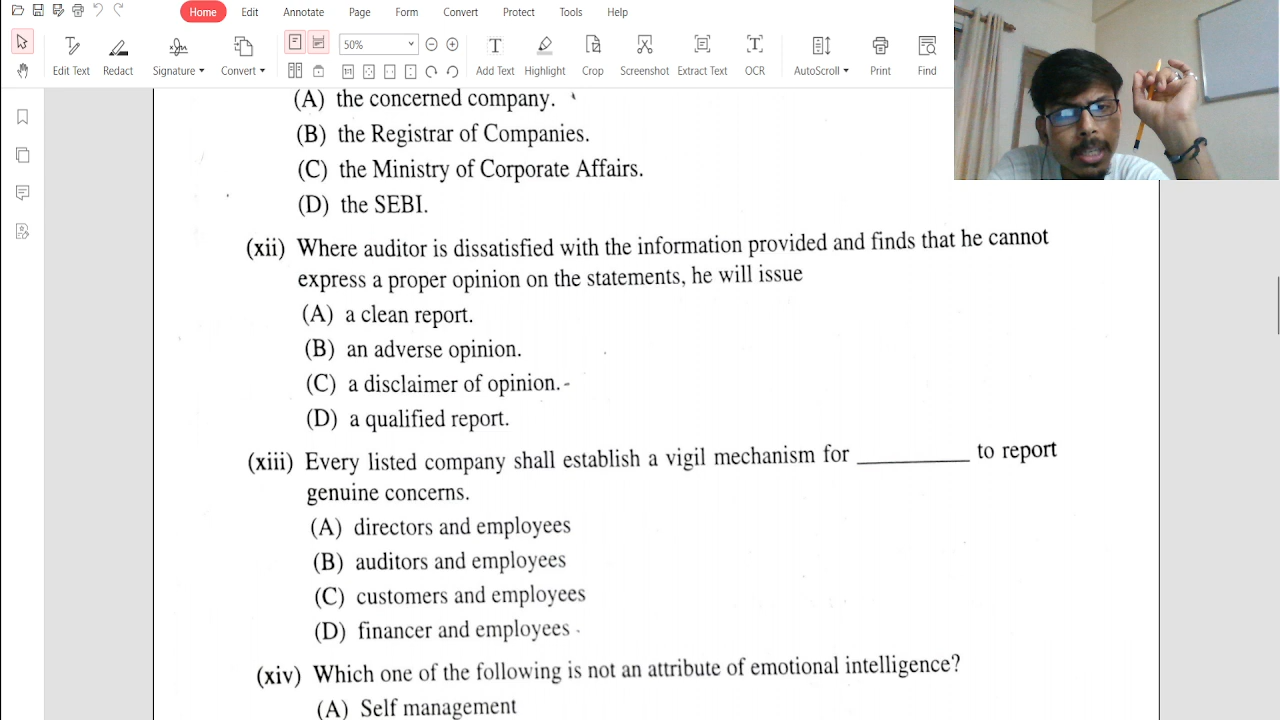 Home Edit Annotate Page Form Convert Protect Tools Help
50%
Edit Text Redact Signature Convert Add Text Highlight Crop Screenshot Extract Text OCR AutoScroll Print Find
(A) the concerned company.
(B) the Registrar of Companies.
(C) the Ministry of Corporate Affairs.
(D) the SEBI.
(xii) Where auditor is dissatisfied with the information provided and finds that he cannot
express a proper opinion on the statements, he will issue
(A) a clean report.
(B) an adverse opinion.
(C) a disclaimer of opinion.
(D) a qualified report.
(xiii) Every listed company shall establish a vigil mechanism for __________ to report
genuine concerns.
(A) directors and employees
(B) auditors and employees
(C) customers and employees
(D) financer and employees
(xiv) Which one of the following is not an attribute of emotional intelligence?
(A) Self management